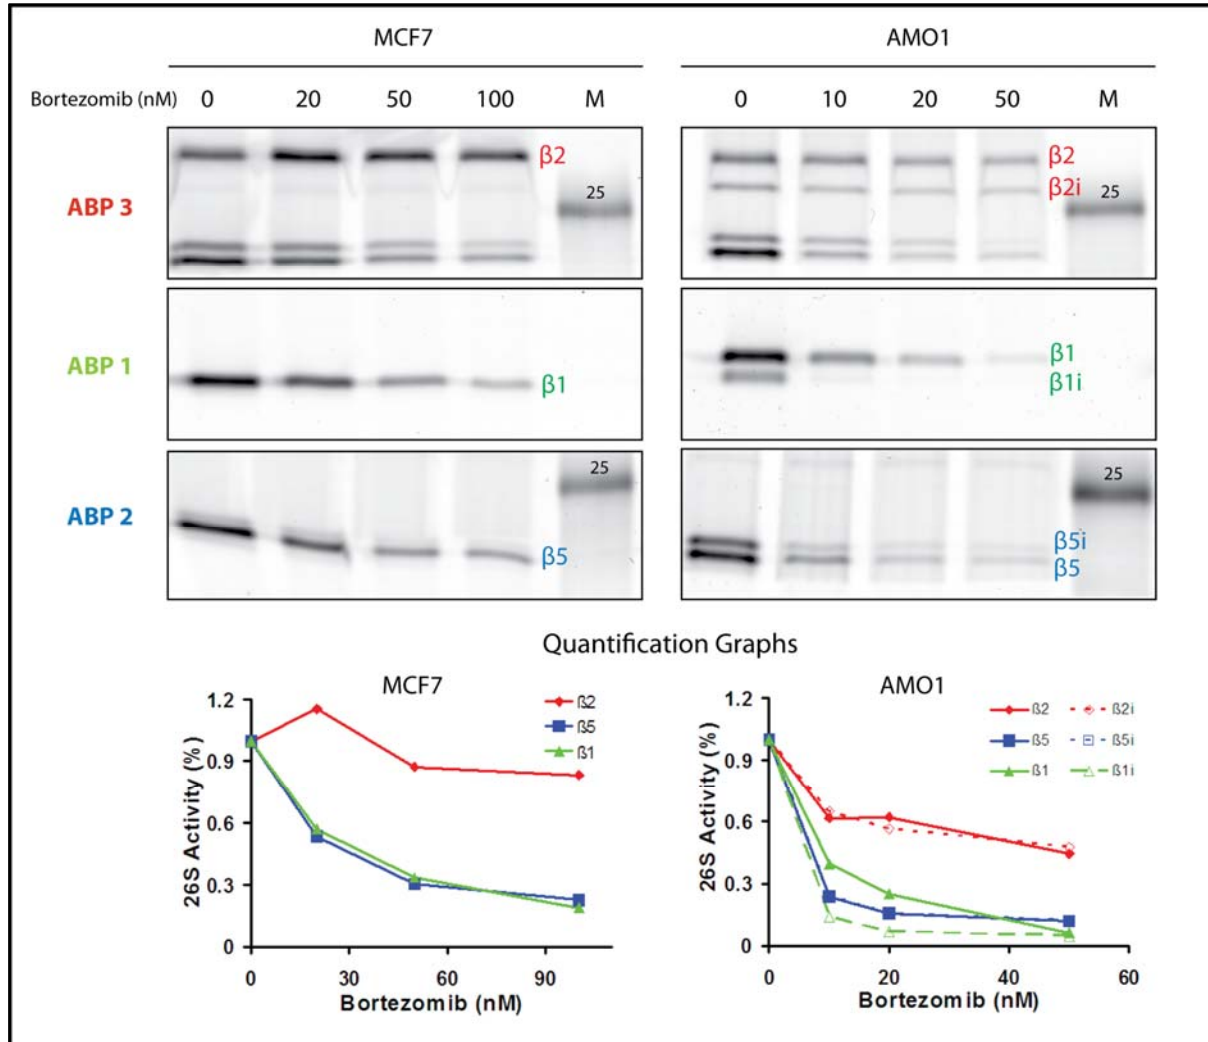 MCF7 AMO1
Bortezomib (nM) 0 20 50 100 M 0 10 20 50 M
ABP 3 β2 25 β2 β2i 25
ABP 1 β1 β1 β1i
ABP 2 25 β5 25 β5i β5
Quantification Graphs
MCF7 AMO1
1.2 ß2 1.2 ß2 ß2i
ß5 ß5 ß5i
ß1 ß1 ß1i
0.9 0.9
0.6 0.6
0.3 0.3
0 0
26S Activity (%) 26S Activity (%)
0 30 60 90 0 20 40 60
Bortezomib (nM) Bortezomib (nM)